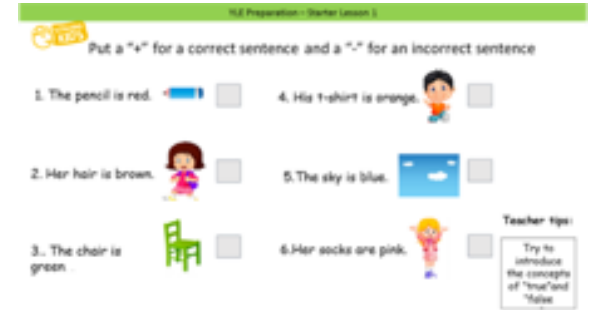 YLE Preparation - Starter Lesson 1
Put a "+" for a correct sentence and a "-" for an incorrect sentence
1. The pencil is red.
2. Her hair is brown.
3.. The chair is
green .
4. His t-shirt is orange.
5.The sky is blue.
6.Her socks are pink.
Teacher tips:
Try to
introduce
the concepts
of "true"and
"false